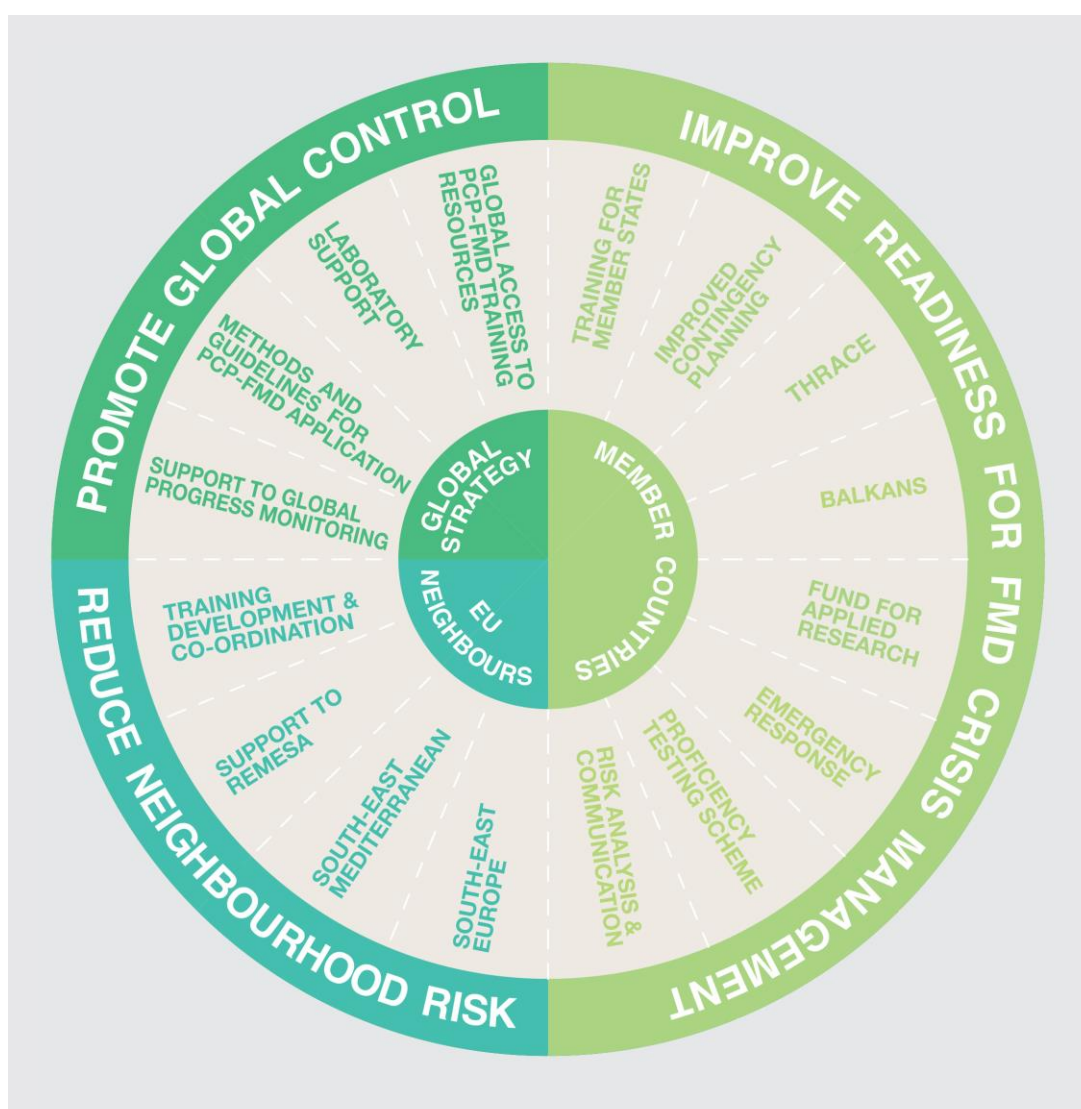 PROMOTE GLOBAL CONTROL
IMPROVE READINESS FOR FMD CRISIS MANAGEMENT
REDUCE NEIGHBOURHOOD RISK
GLOBAL
STRATEGY
MEMBER COUNTRIES
EU
NEIGHBOURS
TRAINING FOR
MEMBER STATES
IMPROVED
CONTINGENCY
PLANNING
THRACE
BALKANS
FUND FOR
APPLIED
RESEARCH
EMERGENCY
RESPONSE
PROFICIENCY
TESTING SCHEME
RISK ANALYSIS &
COMMUNICATION
SOUTH-EAST
EUROPE
SOUTH-EAST
MEDITERRANEAN
SUPPORT TO
REMESA
TRAINING
DEVELOPMENT &
CO-ORDINATION
SUPPORT TO GLOBAL
PROGRESS MONITORING
METHODS AND
GUIDELINES FOR
PCP-FMD APPLICATION
LABORATORY
SUPPORT
GLOBAL ACCESS TO
PCP-FMD TRAINING
RESOURCES